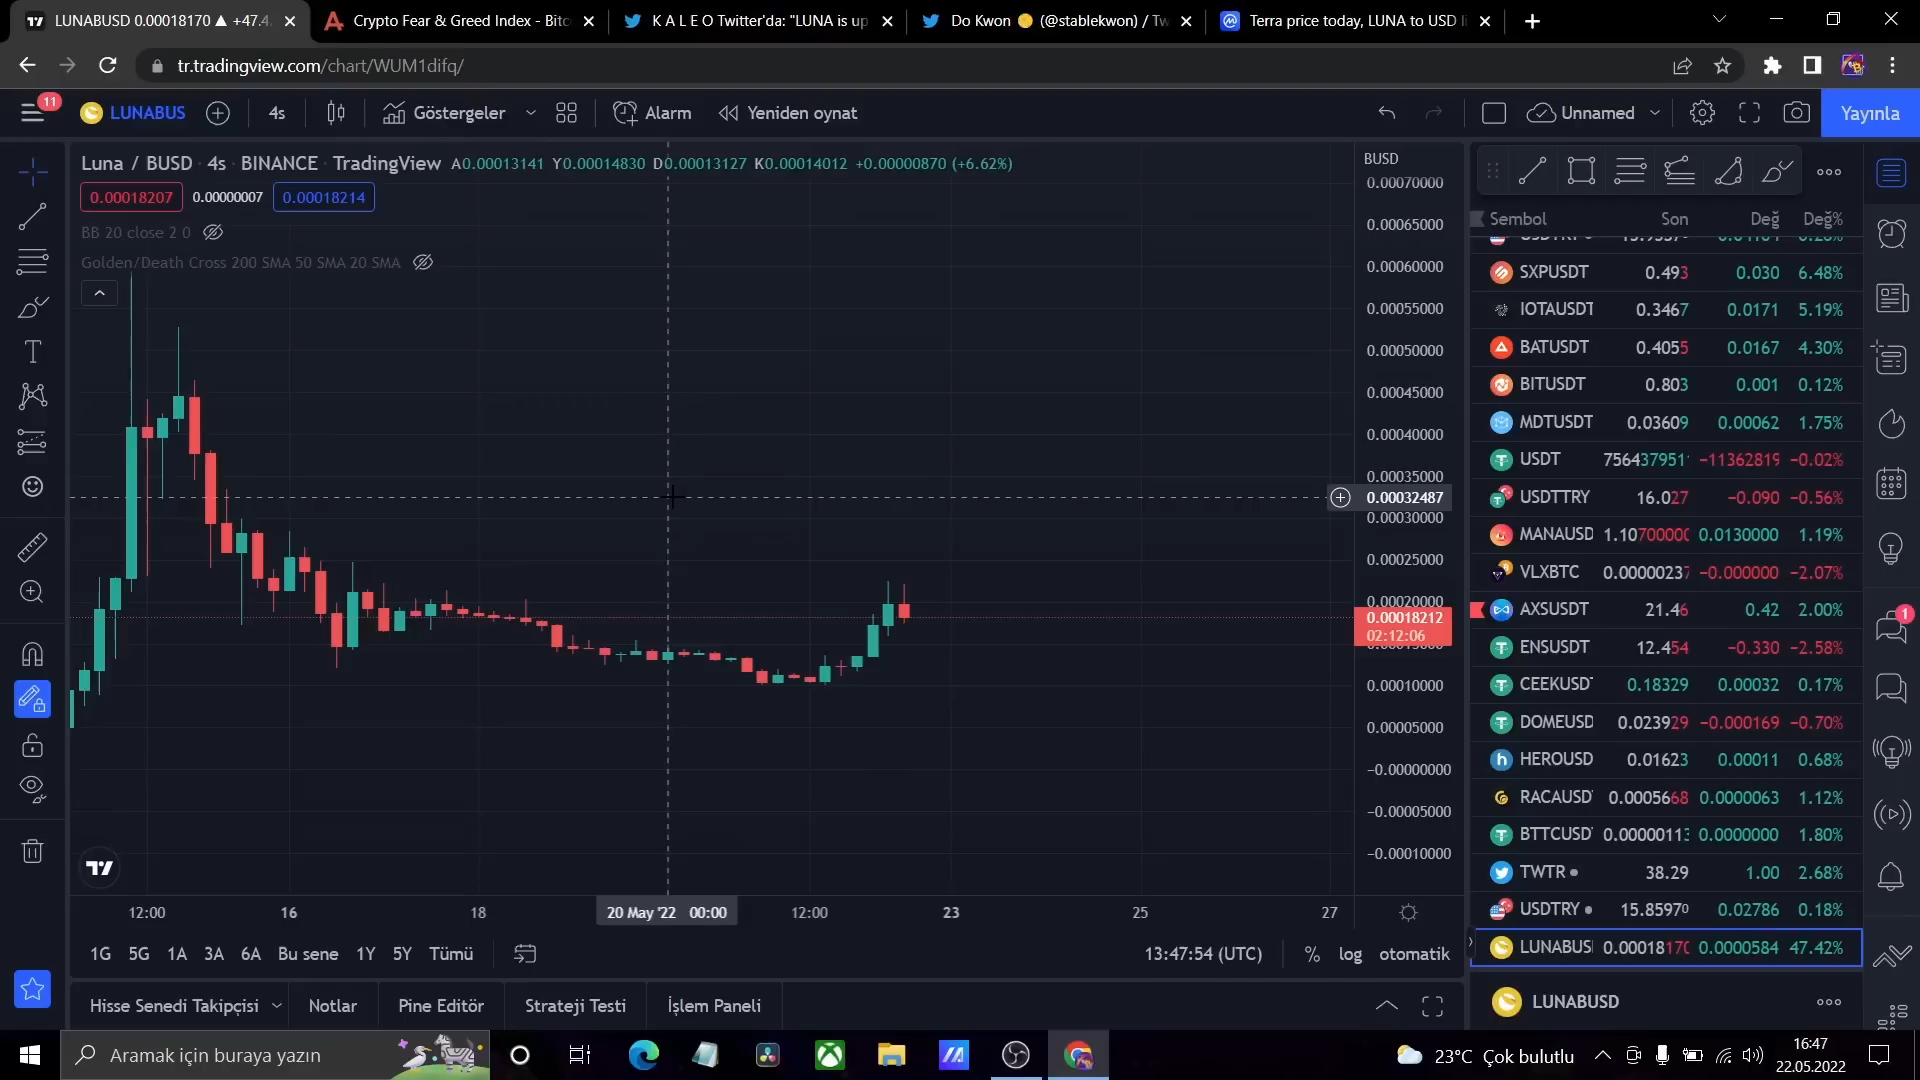 LUNABUSD 0.00018170 ▲ +47.4
Crypto Fear & Greed Index - Bitc
K A L E O Twitter'da: "LUNA is up
Do Kwon 🌕 (@stablekwon) / Tw
Terra price today, LUNA to USD li
tr.tradingview.com/chart/WUM1difq/
11
LUNABUS
4s
Göstergeler
Alarm
Yeniden oynat
Unnamed
Yayınla
Luna / BUSD · 4s · BINANCE · TradingView A0.00013141 Y0.00014830 D0.00013127 K0.00014012 +0.00000870 (+6.62%)
0.00018207 0.00000007 0.00018214
BB 20 close 2 0
Golden/Death Cross 200 SMA 50 SMA 20 SMA
BUSD
0.00070000
0.00065000
0.00060000
0.00055000
0.00050000
0.00045000
0.00040000
0.00035000
0.00032487
0.00030000
0.00025000
0.00020000
0.00018212
02:12:06
0.00010000
0.00005000
−0.00000000
−0.00005000
−0.00010000
12:00
16
18
20 May '22 00:00
12:00
23
25
27
1G 5G 1A 3A 6A Bu sene 1Y 5Y Tümü
13:47:54 (UTC) % log otomatik
Hisse Senedi Takipçisi Notlar Pine Editör Strateji Testi İşlem Paneli
Sembol Son Değ Değ%
SXPUSDT 0.493 0.030 6.48%
IOTAUSDT 0.3467 0.0171 5.19%
BATUSDT 0.4055 0.0167 4.30%
BITUSDT 0.803 0.001 0.12%
MDTUSDT 0.03609 0.00062 1.75%
USDT 7564379511 −11362819 −0.02%
USDTTRY 16.027 −0.090 −0.56%
MANAUSD 1.10700000 0.0130000 1.19%
VLXBTC 0.00000237 −0.000000 −2.07%
AXSUSDT 21.46 0.42 2.00%
ENSUSDT 12.454 −0.330 −2.58%
CEEKUSD 0.18329 0.00032 0.17%
DOMEUSD 0.023929 −0.000169 −0.70%
HEROUSD 0.01623 0.00011 0.68%
RACAUSD 0.0005668 0.0000063 1.12%
BTTCUSD 0.00000113 0.0000000 1.80%
TWTR 38.29 1.00 2.68%
USDTRY 15.85970 0.02786 0.18%
LUNABUS 0.00018170 0.0000584 47.42%
LUNABUSD
1
Aramak için buraya yazın
23°C Çok bulutlu
16:47
22.05.2022